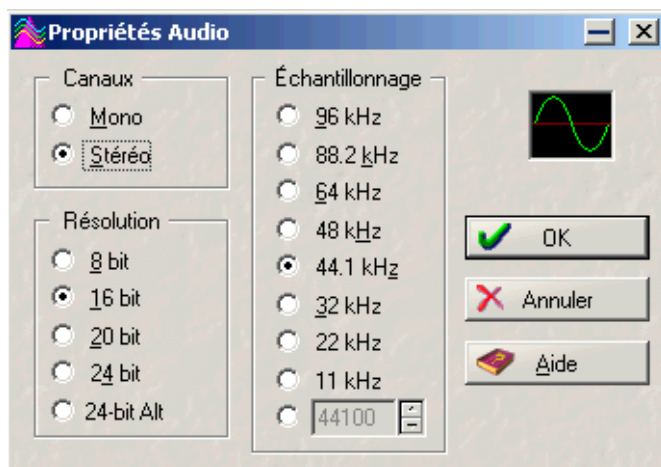 Propriétés Audio
Canaux
Mono
Stéréo
Résolution
8 bit
16 bit
20 bit
24 bit
24-bit Alt
Échantillonnage
96 kHz
88.2 kHz
64 kHz
48 kHz
44.1 kHz
32 kHz
22 kHz
11 kHz
44100
OK
Annuler
Aide